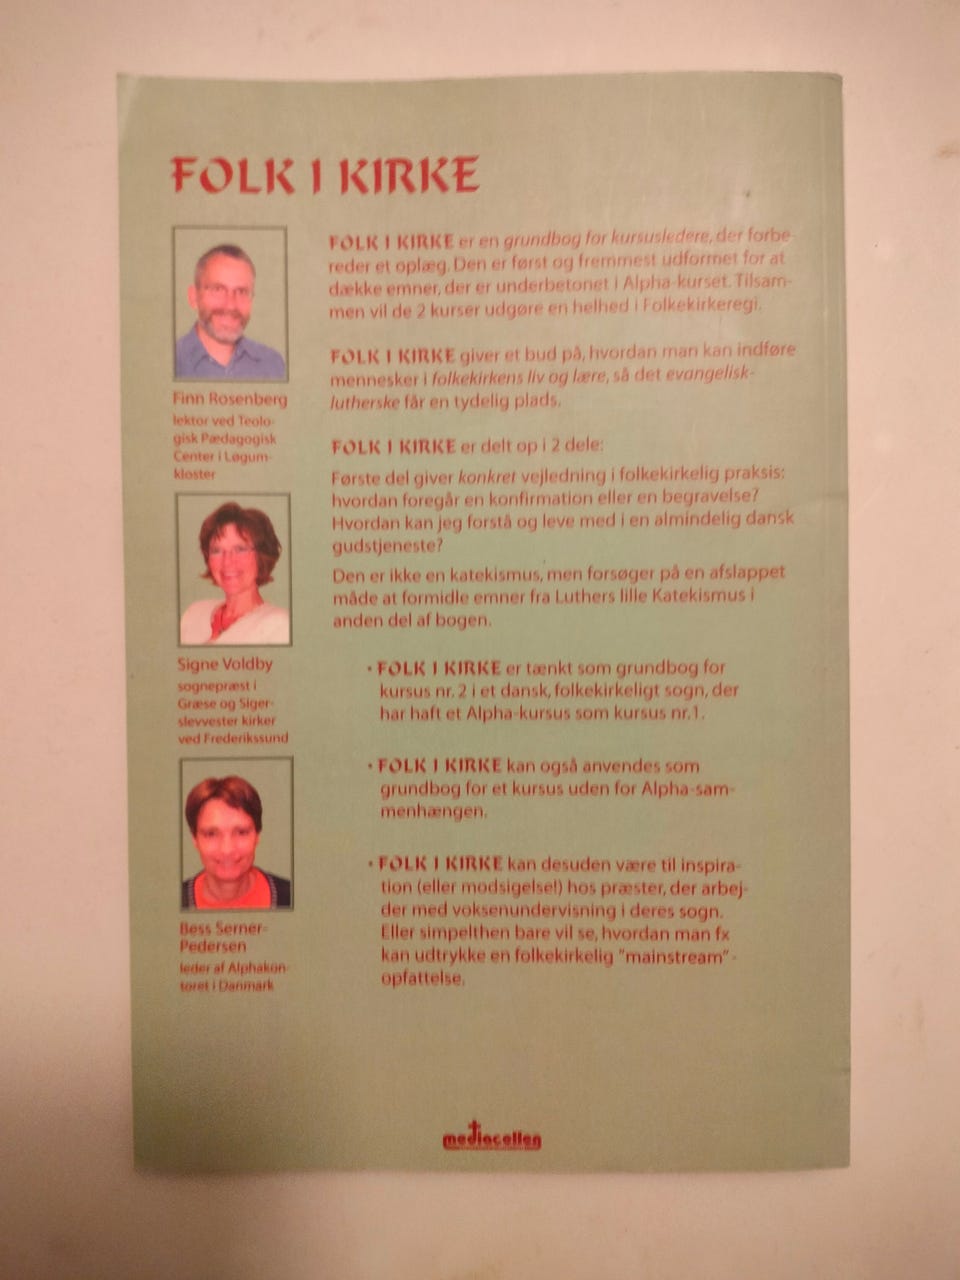 FOLK I KIRKE
FOLK I KIRKE er en grundbog for kursusledere, der forbe-
reder et oplæg. Den er først og fremmest udformet for at
dække emner, der er underbetonet i Alpha-kurset. Tilsam-
men vil de 2 kurser udgøre en helhed i Folkekirkeregi.
FOLK I KIRKE giver et bud på, hvordan man kan indføre
mennesker i folkekirkens liv og lære, så det evangelisk-
lutherske får en tydelig plads.
FOLK I KIRKE er delt op i 2 dele:
Første del giver konkret vejledning i folkekirkelig praksis:
hvordan foregår en konfirmation eller en begravelse?
Hvordan kan jeg forstå og leve med i en almindelig dansk
gudstjeneste?
Den er ikke en katekismus, men forsøger på en afslappet
måde at formidle emner fra Luthers lille Katekismus i
anden del af bogen.
• FOLK I KIRKE er tænkt som grundbog for
kursus nr. 2 i et dansk, folkekirkeligt sogn, der
har haft et Alpha-kursus som kursus nr.1.
• FOLK I KIRKE kan også anvendes som
grundbog for et kursus uden for Alpha-sam-
menhængen.
• FOLK I KIRKE kan desuden være til inspira-
tion (eller modsigelse!) hos præster, der arbej-
der med voksenundervisning i deres sogn.
Eller simpelthen bare vil se, hvordan man fx
kan udtrykke en folkekirkelig "mainstream"-
opfattelse.
Finn Rosenberg
lektor ved Teolo-
gisk Pædagogisk
Center i Løgum-
kloster
Signe Voldby
sognepræst i
Græse og Siger-
slevvester kirker
ved Frederikssund
Bess Serner-
Pedersen
leder af Alphakon-
toret i Danmark
mediacellen